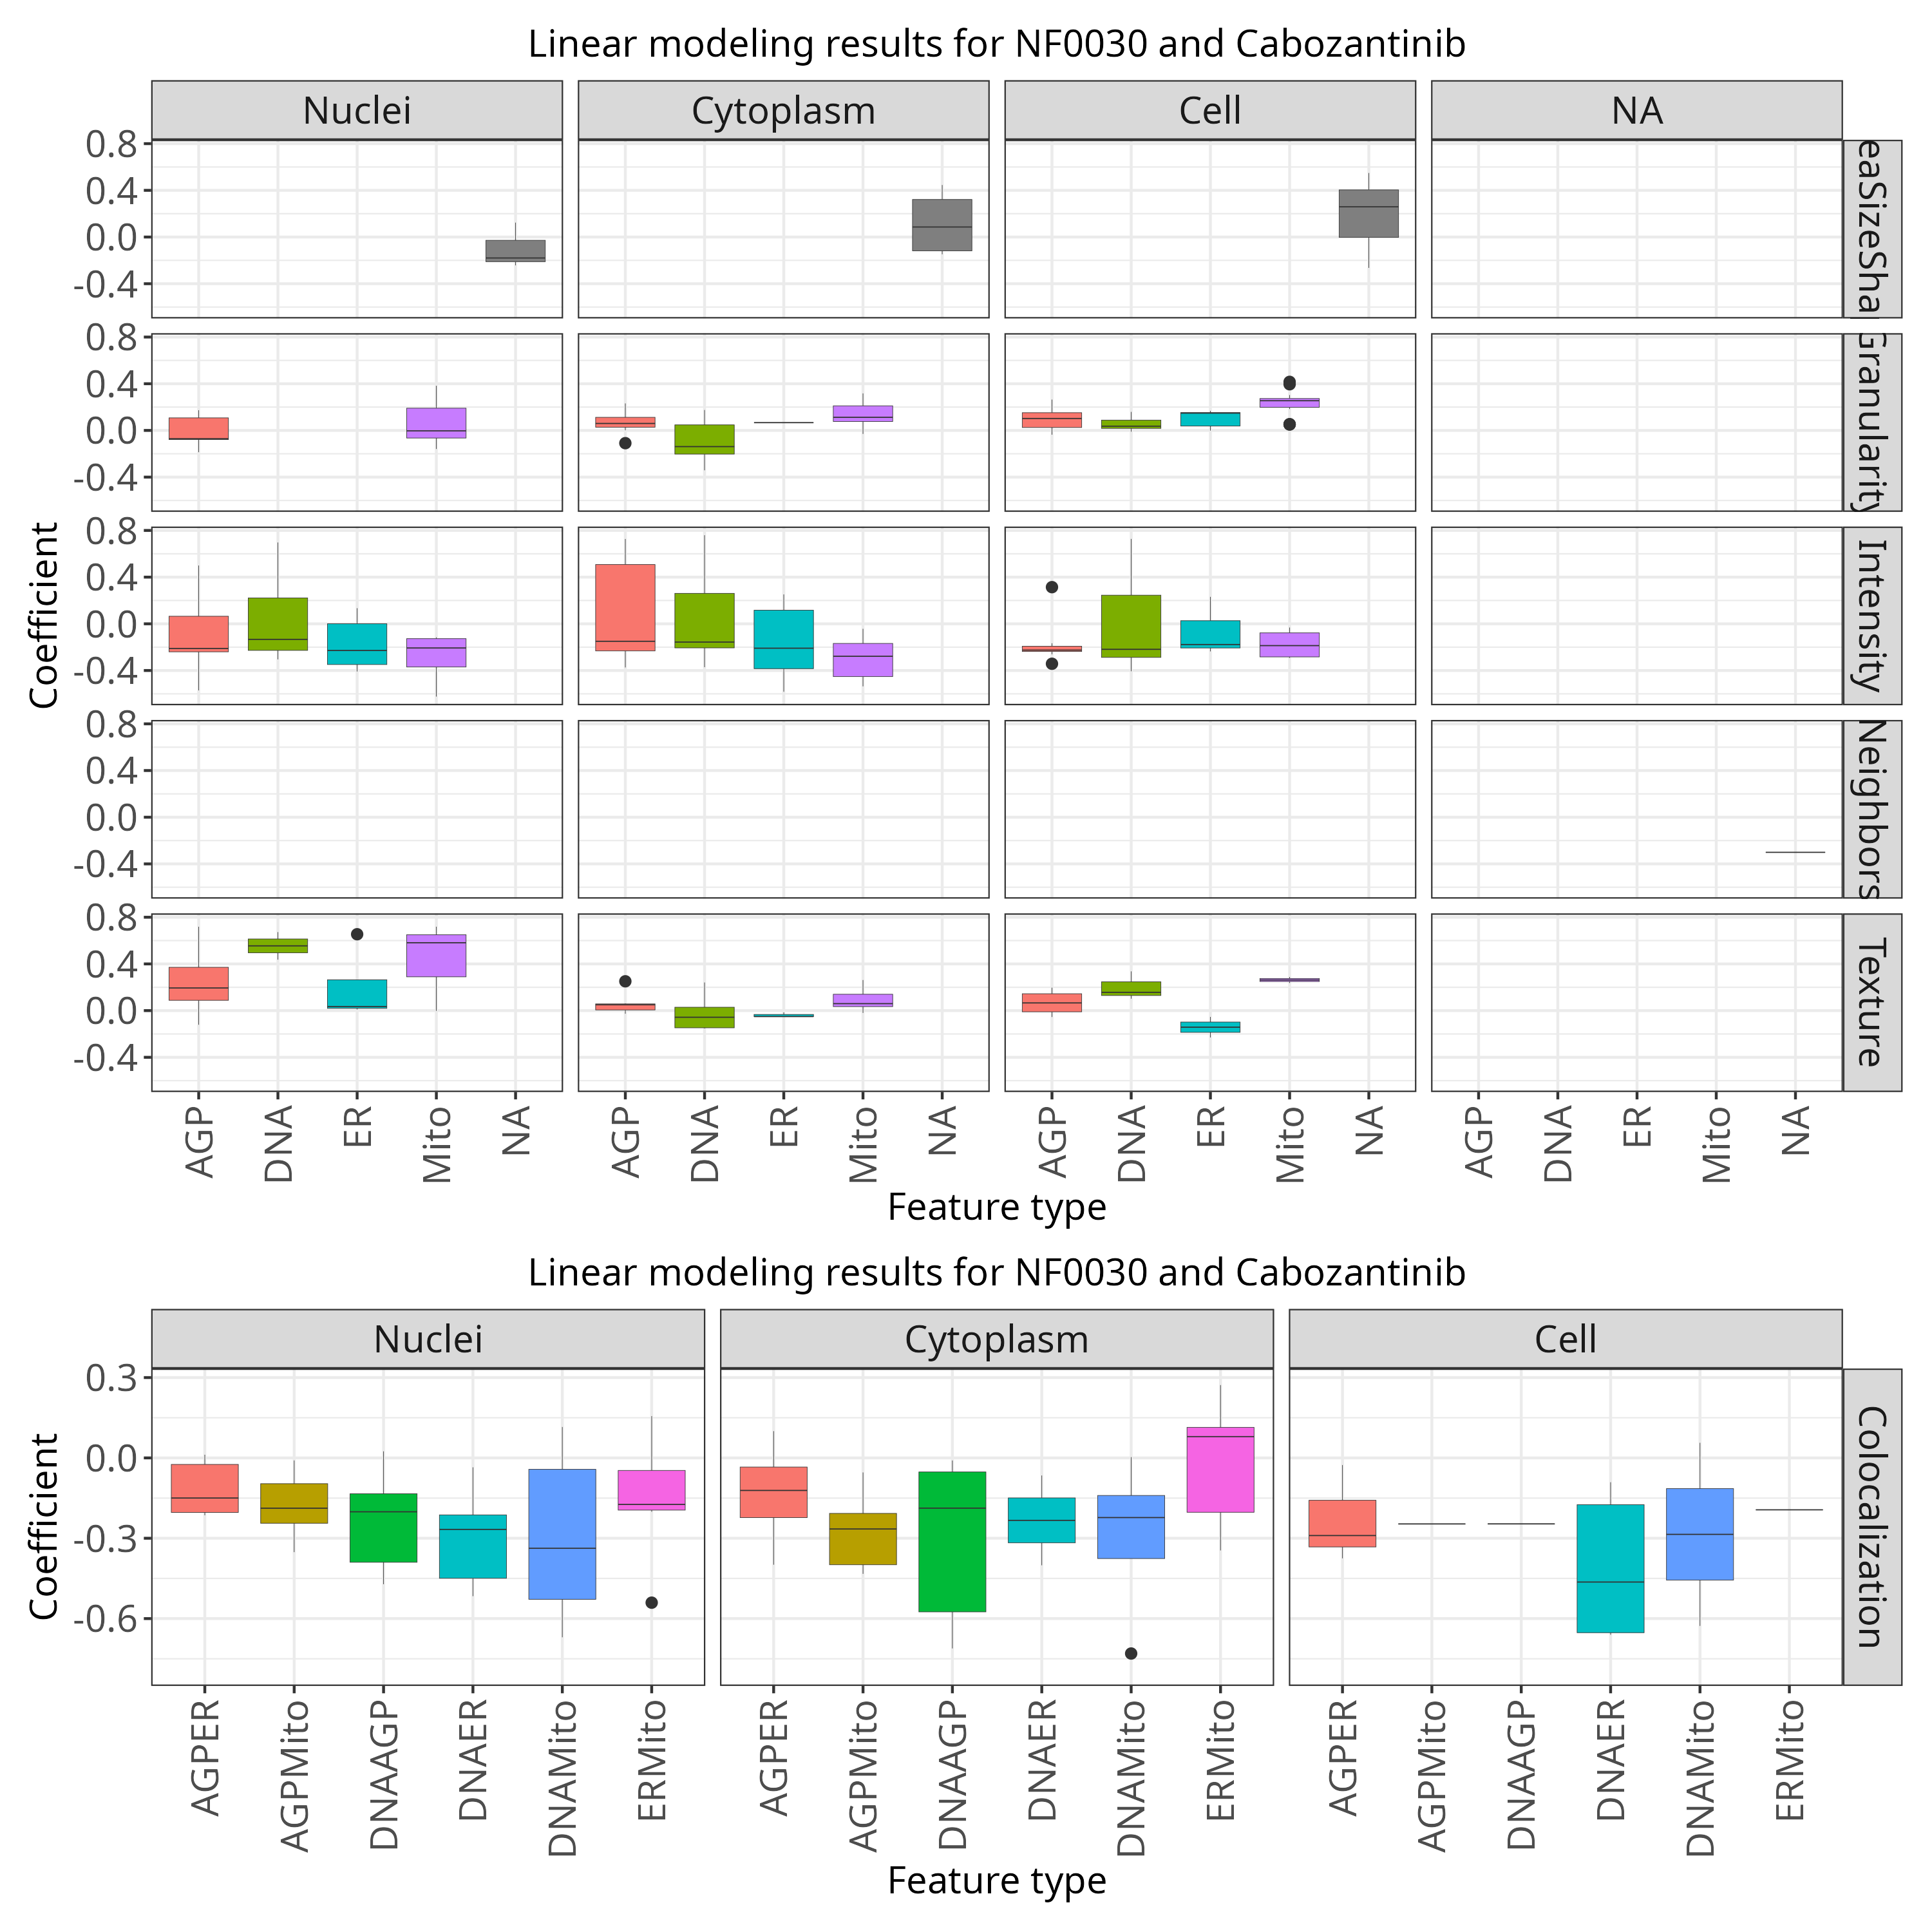 Linear modeling results for NF0030 and Cabozantinib
Nuclei Cytoplasm Cell NA
0.8
0.4
0.0
-0.4
eaSizeSha
0.8
0.4
0.0
-0.4
Granularity
0.8
0.4
0.0
-0.4
Intensity
0.8
0.4
0.0
-0.4
Neighbors
0.8
0.4
0.0
-0.4
Texture
Coefficient
AGP DNA ER Mito NA AGP DNA ER Mito NA AGP DNA ER Mito NA AGP DNA ER Mito NA
Feature type
Linear modeling results for NF0030 and Cabozantinib
Nuclei Cytoplasm Cell
0.3
0.0
-0.3
-0.6
Colocalization
Coefficient
AGPER AGPMito DNAAGP DNAER DNAMito ERMito AGPER AGPMito DNAAGP DNAER DNAMito ERMito AGPER AGPMito DNAAGP DNAER DNAMito ERMito
Feature type